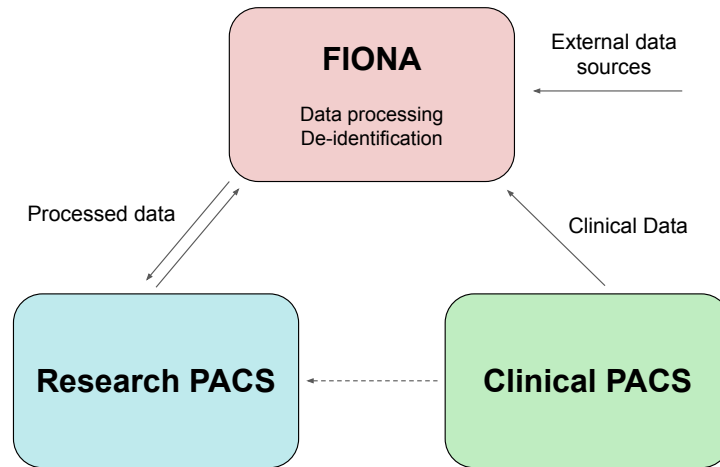 FIONA
Data processing
De-identification
External data
sources
Processed data
Clinical Data
Research PACS
Clinical PACS